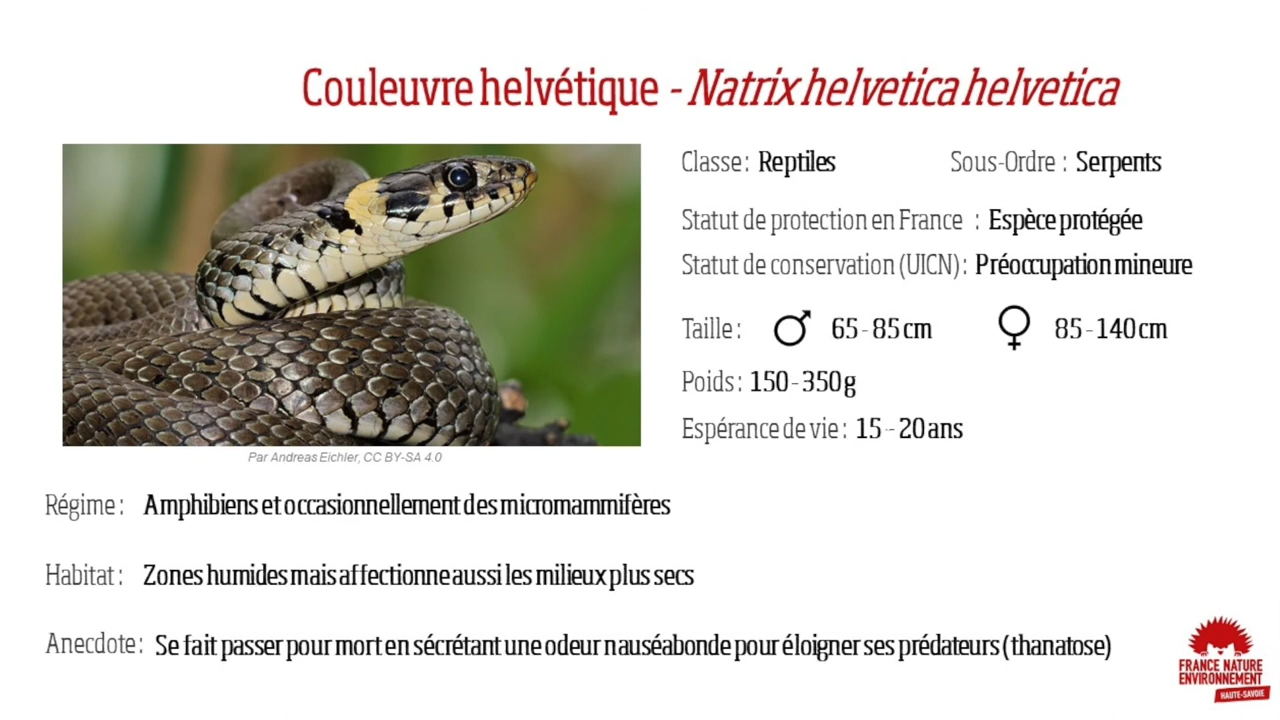 Couleuvre helvétique - Natrix helvetica helvetica
Classe : Reptiles
Sous-Ordre : Serpents
Statut de protection en France : Espèce protégée
Statut de conservation (UICN) : Préoccupation mineure
Taille : ♂ 65 - 85 cm ♀ 85 - 140 cm
Poids : 150 - 350 g
Espérance de vie : 15 - 20 ans
Par Andreas Eichler, CC BY-SA 4.0
Régime : Amphibiens et occasionnellement des micromammifères
Habitat : Zones humides mais affectionne aussi les milieux plus secs
Anecdote : Se fait passer pour mort en sécrétant une odeur nauséabonde pour éloigner ses prédateurs (thanatose)
FRANCE NATURE
ENVIRONNEMENT
HAUTE-SAVOIE